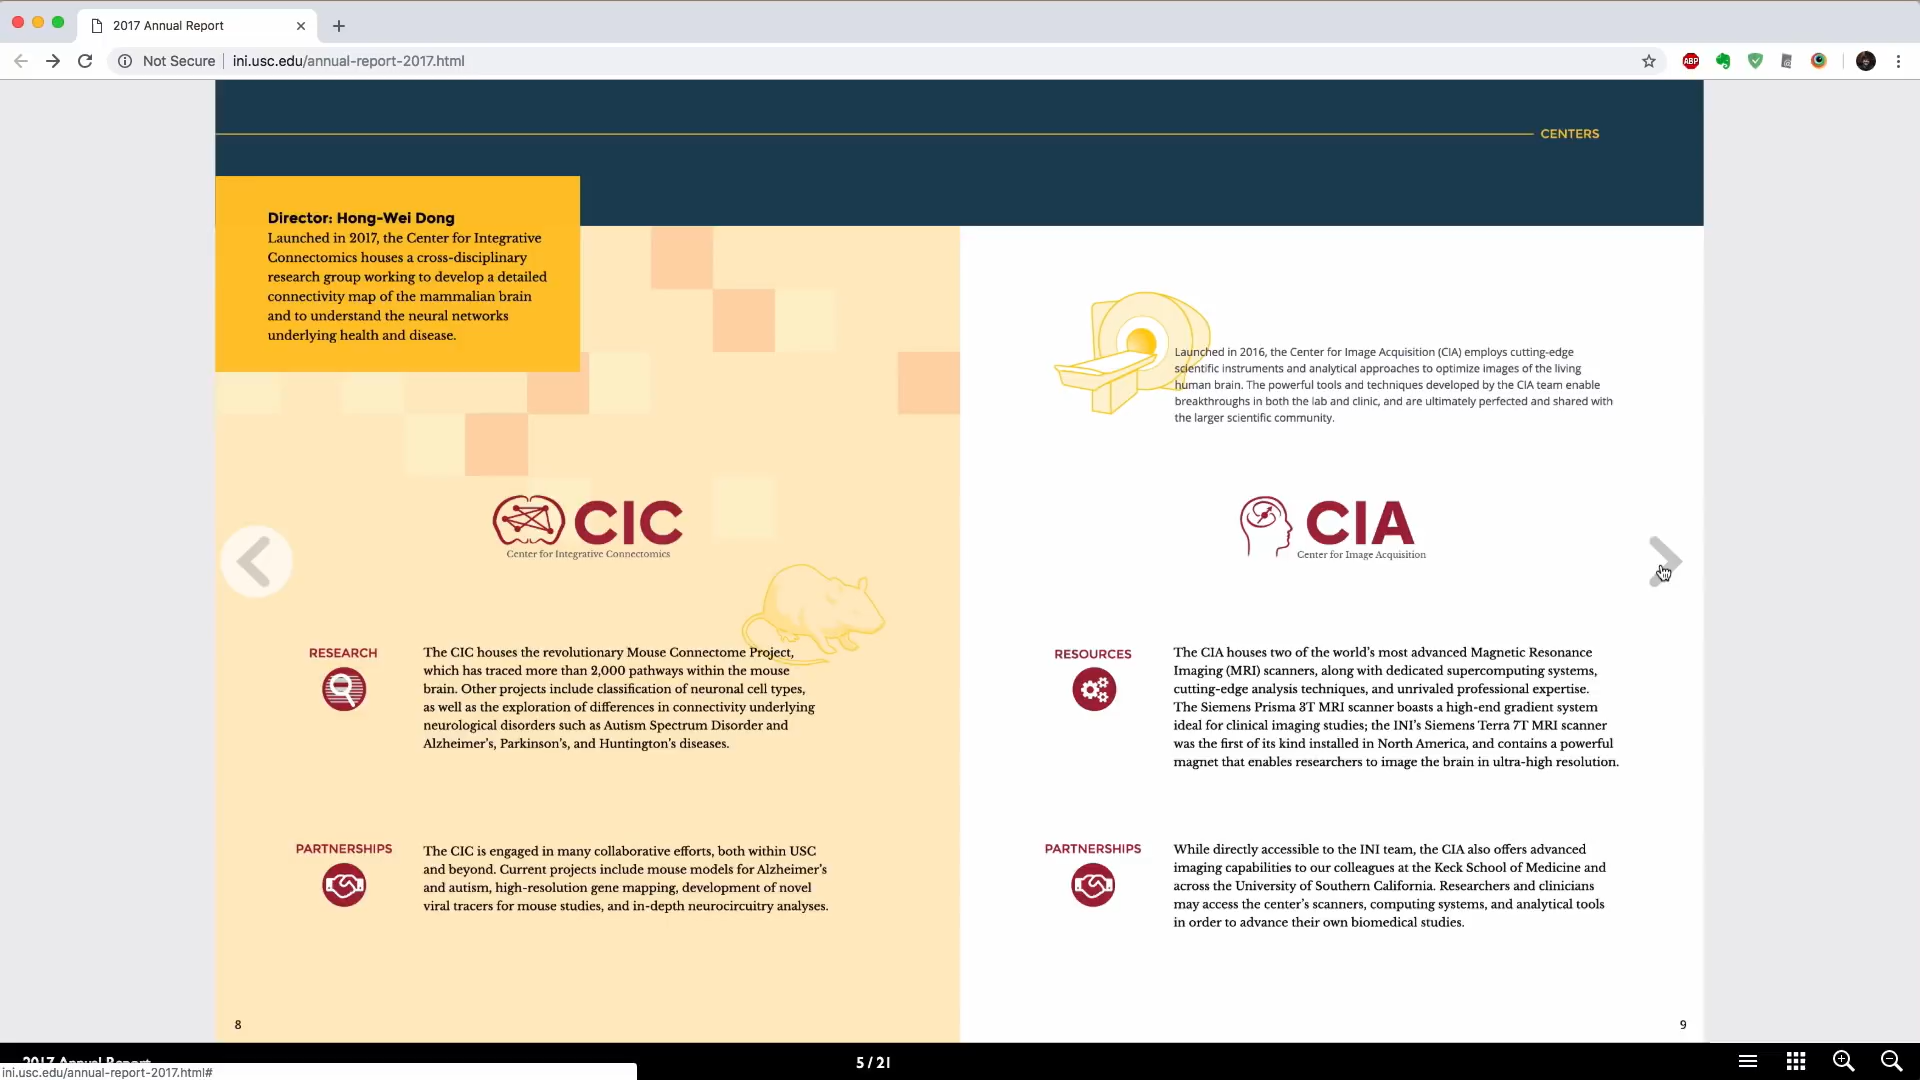 2017 Annual Report
Not Secure
ini.usc.edu/annual-report-2017.html
ABP
CENTERS
Director: Hong-Wei Dong
Launched in 2017, the Center for Integrative
Connectomics houses a cross-disciplinary
research group working to develop a detailed
connectivity map of the mammalian brain
and to understand the neural networks
underlying health and disease.
CIC
Center for Integrative Connectomics
RESEARCH
The CIC houses the revolutionary Mouse Connectome Project,
which has traced more than 2,000 pathways within the mouse
brain. Other projects include classification of neuronal cell types,
as well as the exploration of differences in connectivity underlying
neurological disorders such as Autism Spectrum Disorder and
Alzheimer's, Parkinson's, and Huntington's diseases.
PARTNERSHIPS
The CIC is engaged in many collaborative efforts, both within USC
and beyond. Current projects include mouse models for Alzheimer's
and autism, high-resolution gene mapping, development of novel
viral tracers for mouse studies, and in-depth neurocircuitry analyses.
8
Launched in 2016, the Center for Image Acquisition (CIA) employs cutting-edge
scientific instruments and analytical approaches to optimize images of the living
human brain. The powerful tools and techniques developed by the CIA team enable
breakthroughs in both the lab and clinic, and are ultimately perfected and shared with
the larger scientific community.
CIA
Center for Image Acquisition
RESOURCES
The CIA houses two of the world's most advanced Magnetic Resonance
Imaging (MRI) scanners, along with dedicated supercomputing systems,
cutting-edge analysis techniques, and unrivaled professional expertise.
The Siemens Prisma 3T MRI scanner boasts a high-end gradient system
ideal for clinical imaging studies; the INI's Siemens Terra 7T MRI scanner
was the first of its kind installed in North America, and contains a powerful
magnet that enables researchers to image the brain in ultra-high resolution.
PARTNERSHIPS
While directly accessible to the INI team, the CIA also offers advanced
imaging capabilities to our colleagues at the Keck School of Medicine and
across the University of Southern California. Researchers and clinicians
may access the center's scanners, computing systems, and analytical tools
in order to advance their own biomedical studies.
9
2017 Annual Report
5 / 21
ini.usc.edu/annual-report-2017.html#